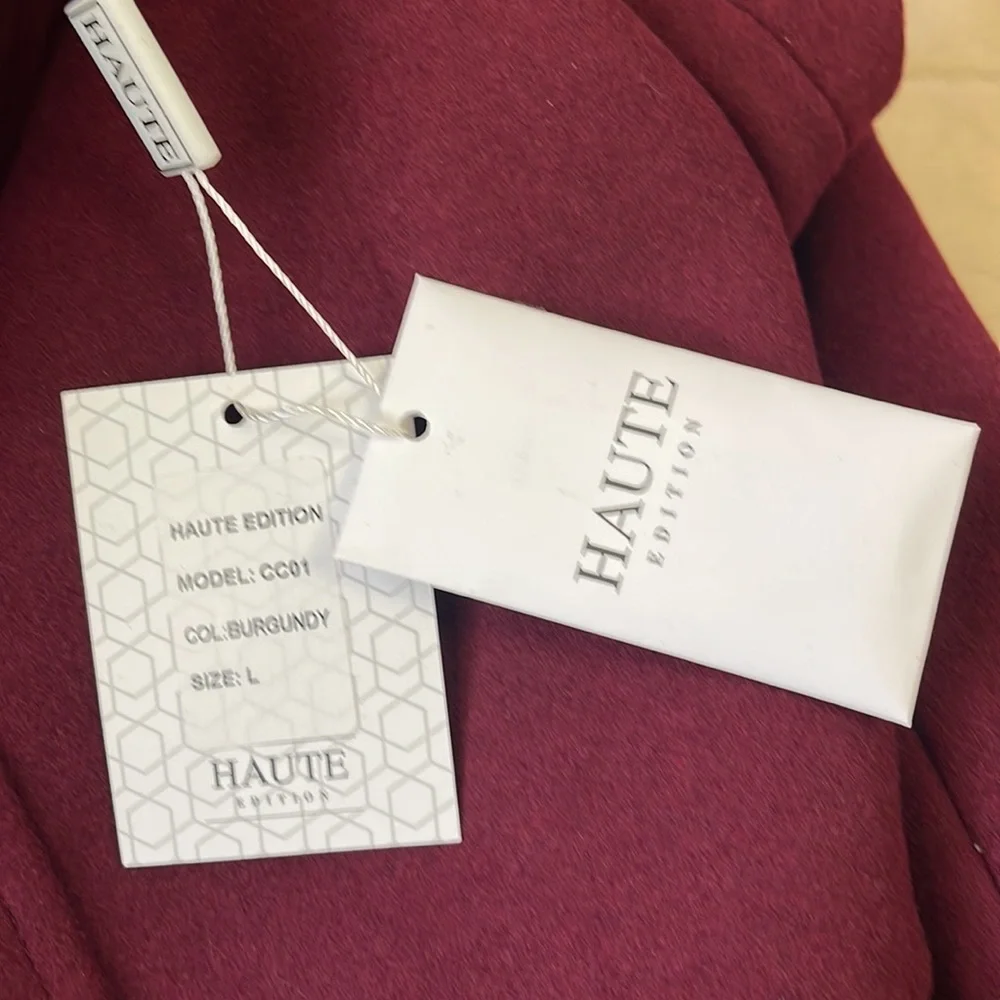 HAUTE
HAUTE EDITION
MODEL: CC01
COL:BURGUNDY
SIZE: L
HAUTE
EDITION
HAUTE
EDITION